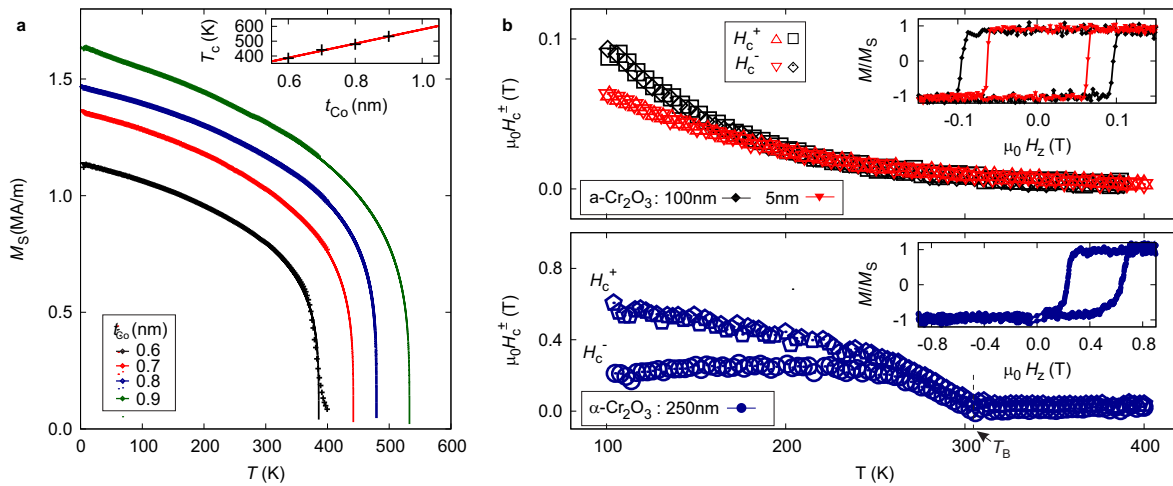 a
M_S(MA/m)
1.5
1.0
0.5
0.0
0 100 200 300 400 500 600
T (K)
T_c (K)
600
500
400
0.6 0.8 1.0
t_Co (nm)
t_Co (nm)
0.6
0.7
0.8
0.9
b
μ₀H_c^± (T)
0.1
0.0
H_c^+
H_c^-
M/M_S
1
0
-1
-0.1 0.0 0.1
μ₀ H_z (T)
a-Cr₂O₃ : 100nm 5nm
μ₀H_c^± (T)
0.8
0.4
0.0
H_c^+
H_c^-
M/M_S
1
0
-1
-0.8 -0.4 0.0 0.4 0.8
μ₀ H_z (T)
α-Cr₂O₃ : 250nm
100 200 300 400
T_B
T (K)